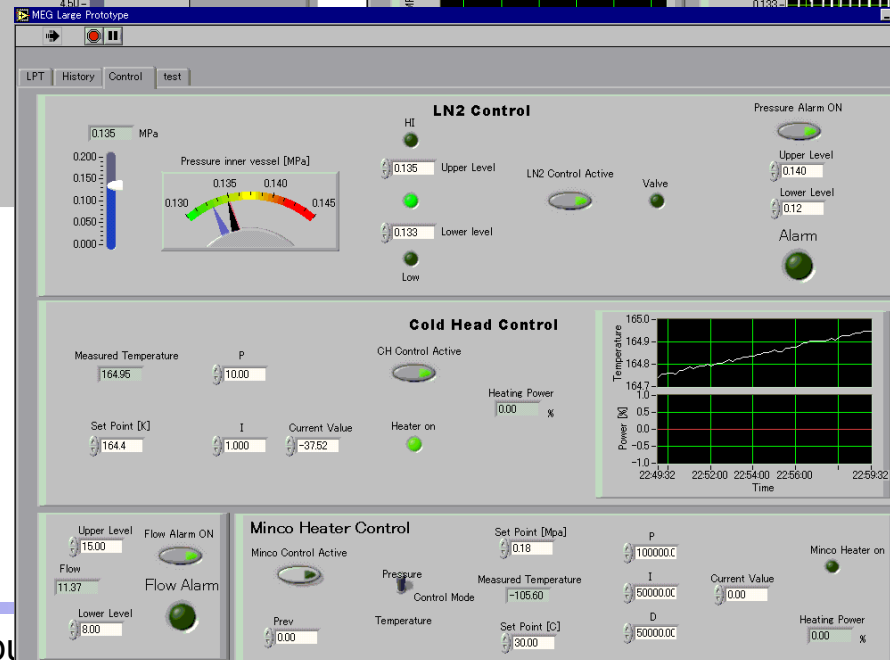 4.50
0.133
MEG Large Prototype
LPT History Control test
LN2 Control
0.135 MPa
0.200
0.150
0.100
0.050
0.000
Pressure inner vessel [MPa]
0.130 0.135 0.140 0.145
HI
0.135 Upper Level
0.133 Lower level
Low
LN2 Control Active
Valve
Pressure Alarm ON
Upper Level
0.140
Lower Level
0.12
Alarm
Cold Head Control
Measured Temperature
164.95
P
10.00
CH Control Active
Heating Power
0.00 %
Set Point [K]
164.4
I
1.000
Current Value
-37.52
Heater on
Temperature
165.0
164.9
164.8
164.7
Power [%]
1.0
0.5
0.0
-0.5
-1.0
22:49:32 22:52:00 22:54:00 22:56:00 22:59:32
Time
Upper Level
15.00
Flow Alarm ON
Flow
11.37
Flow Alarm
Lower Level
8.00
Minco Heater Control
Minco Control Active
Prev
0.00
Pressure
Control Mode
Temperature
Set Point [Mpa]
0.18
Measured Temperature
-105.60
Set Point [C]
30.00
P
100000.0
I
50000.00
D
50000.00
Current Value
0.00
Minco Heater on
Heating Power
0.00 %